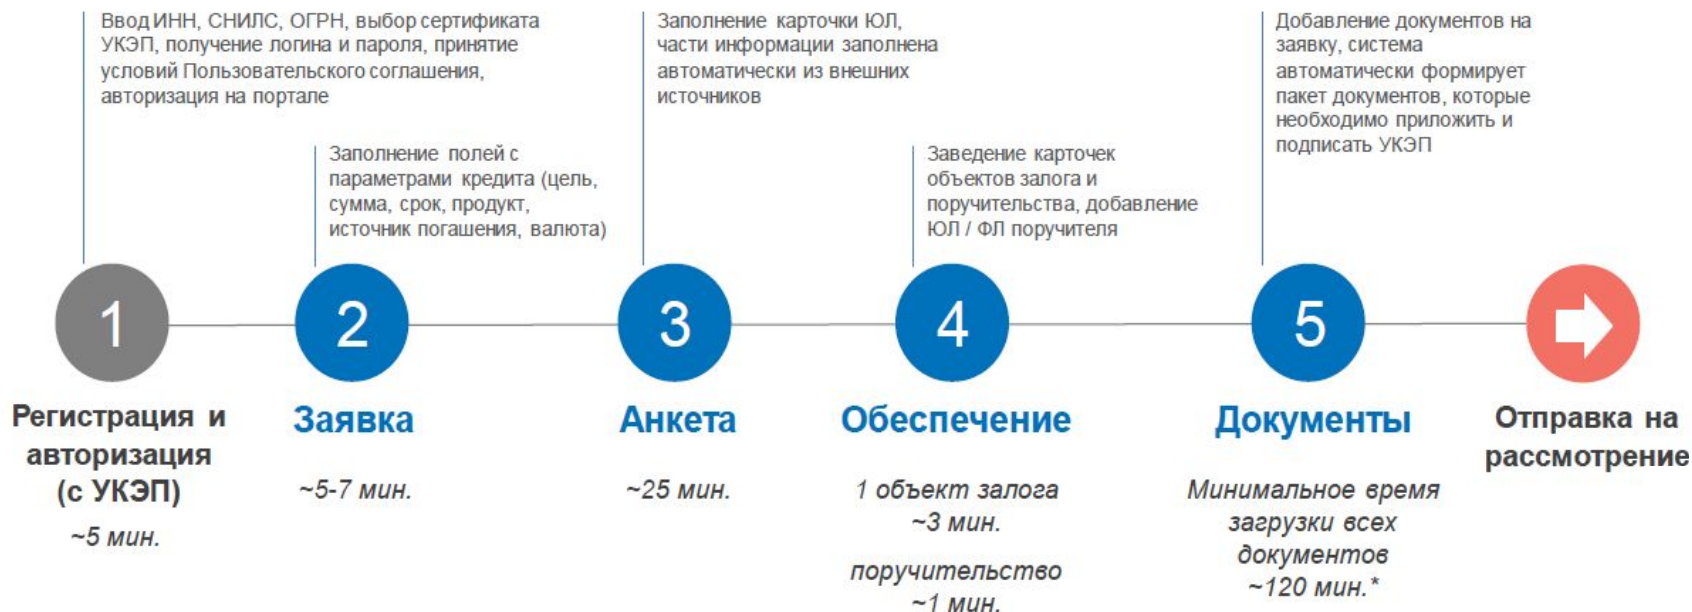 Ввод ИНН, СНИЛС, ОГРН, выбор сертификата
УКЭП, получение логина и пароля, принятие
условий Пользовательского соглашения,
авторизация на портале
Заполнение полей с
параметрами кредита (цель,
сумма, срок, продукт,
источник погашения, валюта)
Заполнение карточки ЮЛ,
части информации заполнена
автоматически из внешних
источников
Заведение карточек
объектов залога и
поручительства, добавление
ЮЛ / ФЛ поручителя
Добавление документов на
заявку, система
автоматически формирует
пакет документов, которые
необходимо приложить и
подписать УКЭП
1
2
3
4
5
Регистрация и
авторизация
(с УКЭП)
~5 мин.
Заявка
~5-7 мин.
Анкета
~25 мин.
Обеспечение
1 объект залога
~3 мин.
поручительство
~1 мин.
Документы
Минимальное время
загрузки всех
документов
~120 мин.*
Отправка на
рассмотрение